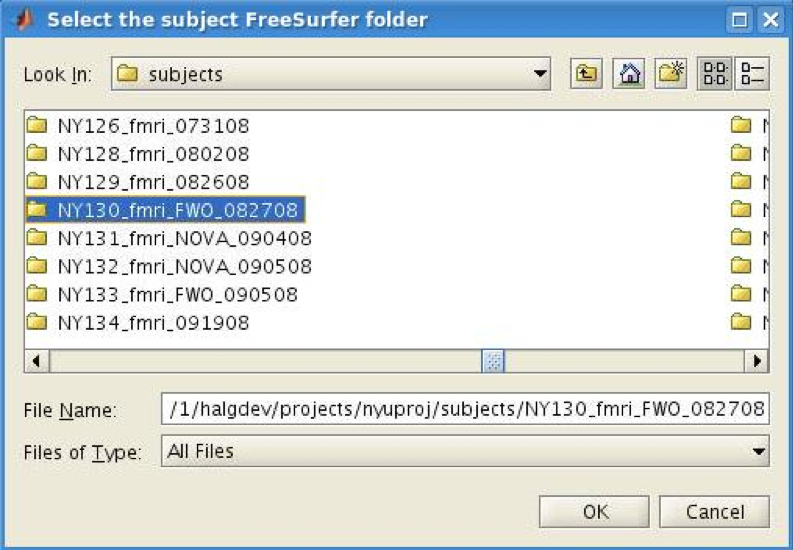 Select the subject FreeSurfer folder
Look In: subjects
NY126_fmri_073108
NY128_fmri_080208
NY129_fmri_082608
NY130_fmri_FWO_082708
NY131_fmri_NOVA_090408
NY132_fmri_NOVA_090508
NY133_fmri_FWO_090508
NY134_fmri_091908
File Name: /1/halgdev/projects/nyuproj/subjects/NY130_fmri_FWO_082708
Files of Type: All Files
OK Cancel